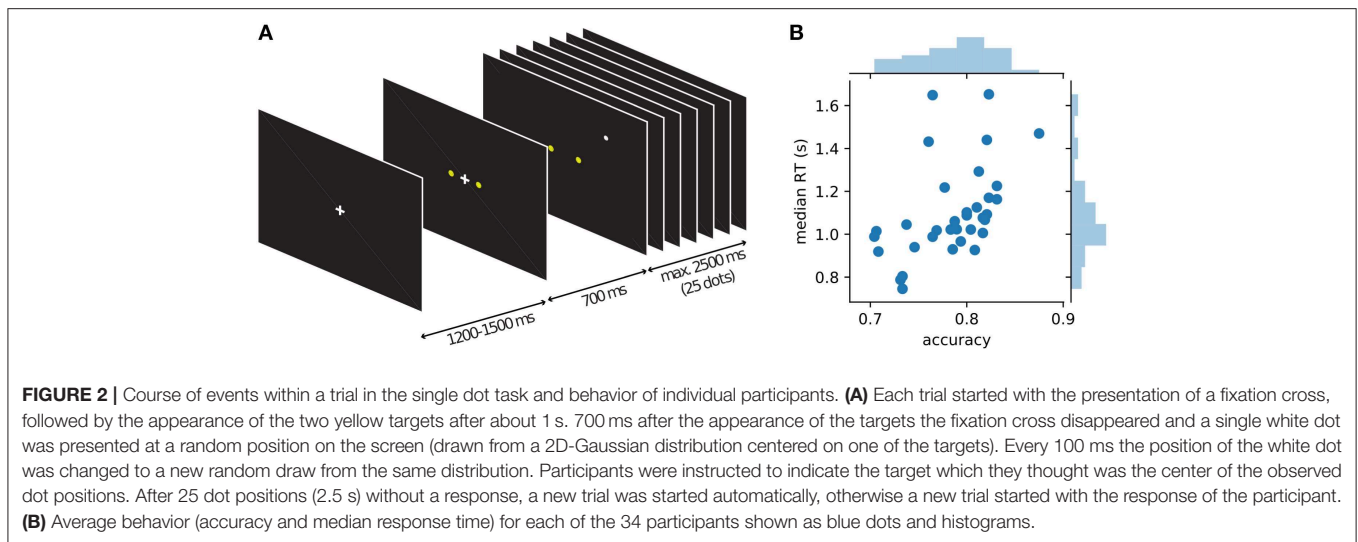 A
B
1200-1500 ms
700 ms
max. 2500 ms
(25 dots)
median RT (s)
1.6
1.4
1.2
1.0
0.8
0.7
0.8
0.9
accuracy
FIGURE 2 | Course of events within a trial in the single dot task and behavior of individual participants. (A) Each trial started with the presentation of a fixation cross,
followed by the appearance of the two yellow targets after about 1 s. 700 ms after the appearance of the targets the fixation cross disappeared and a single white dot
was presented at a random position on the screen (drawn from a 2D-Gaussian distribution centered on one of the targets). Every 100 ms the position of the white dot
was changed to a new random draw from the same distribution. Participants were instructed to indicate the target which they thought was the center of the observed
dot positions. After 25 dot positions (2.5 s) without a response, a new trial was started automatically, otherwise a new trial started with the response of the participant.
(B) Average behavior (accuracy and median response time) for each of the 34 participants shown as blue dots and histograms.